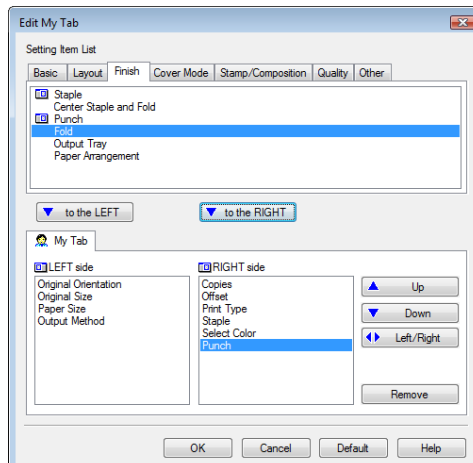 Edit My Tab
Setting Item List
Basic Layout Finish Cover Mode Stamp/Composition Quality Other
Staple
Center Staple and Fold
Punch
Fold
Output Tray
Paper Arrangement
to the LEFT to the RIGHT
My Tab
LEFT side
Original Orientation
Original Size
Paper Size
Output Method
RIGHT side
Copies
Offset
Print Type
Staple
Select Color
Punch
Up
Down
Left/Right
Remove
OK Cancel Default Help